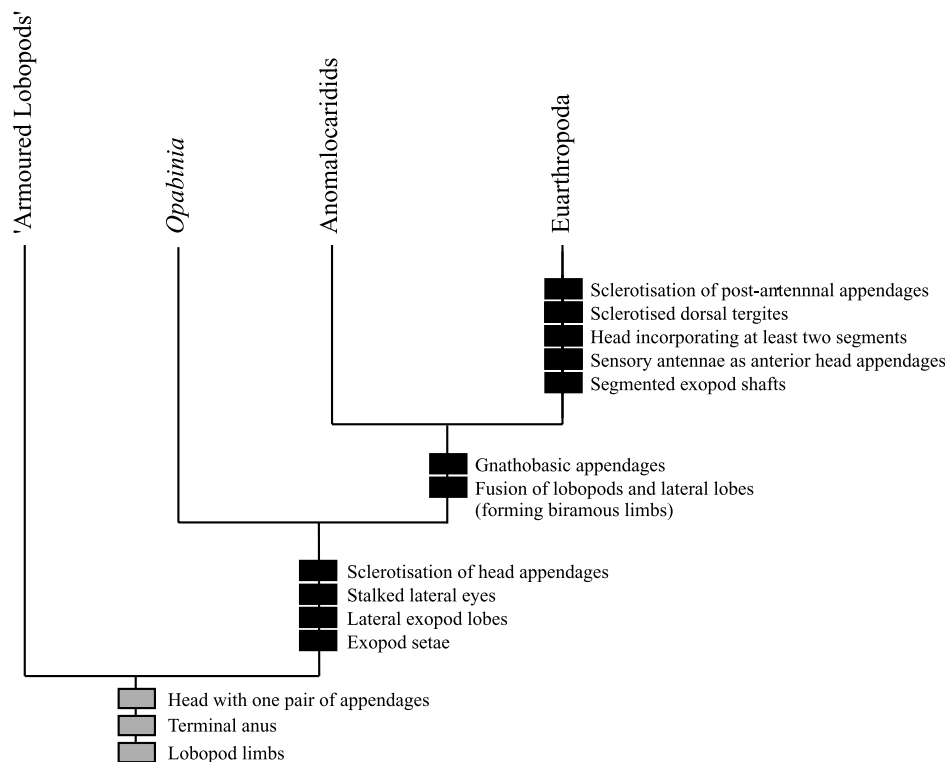 'Armoured Lobopods'
Opabinia
Anomalocaridids
Euarthropoda
Sclerotisation of post-antennnal appendages
Sclerotised dorsal tergites
Head incorporating at least two segments
Sensory antennae as anterior head appendages
Segmented exopod shafts
Gnathobasic appendages
Fusion of lobopods and lateral lobes
(forming biramous limbs)
Sclerotisation of head appendages
Stalked lateral eyes
Lateral exopod lobes
Exopod setae
Head with one pair of appendages
Terminal anus
Lobopod limbs